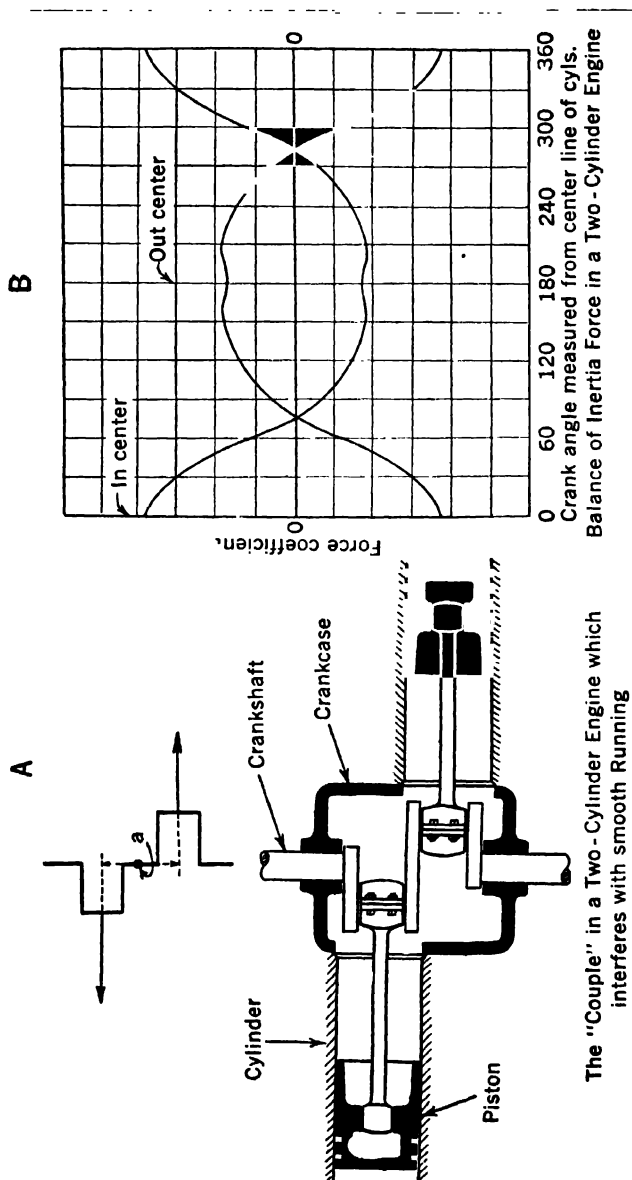 A
a
Crankshaft
Crankcase
Cylinder
Piston
The "Couple" in a Two-Cylinder Engine which
interferes with smooth Running
B
In center
Out center
Force coefficien.
0
0
0 60 120 180 240 300 360
Crank angle measured from center line of cyls.
Balance of Inertia Force in a Two-Cylinder Engine